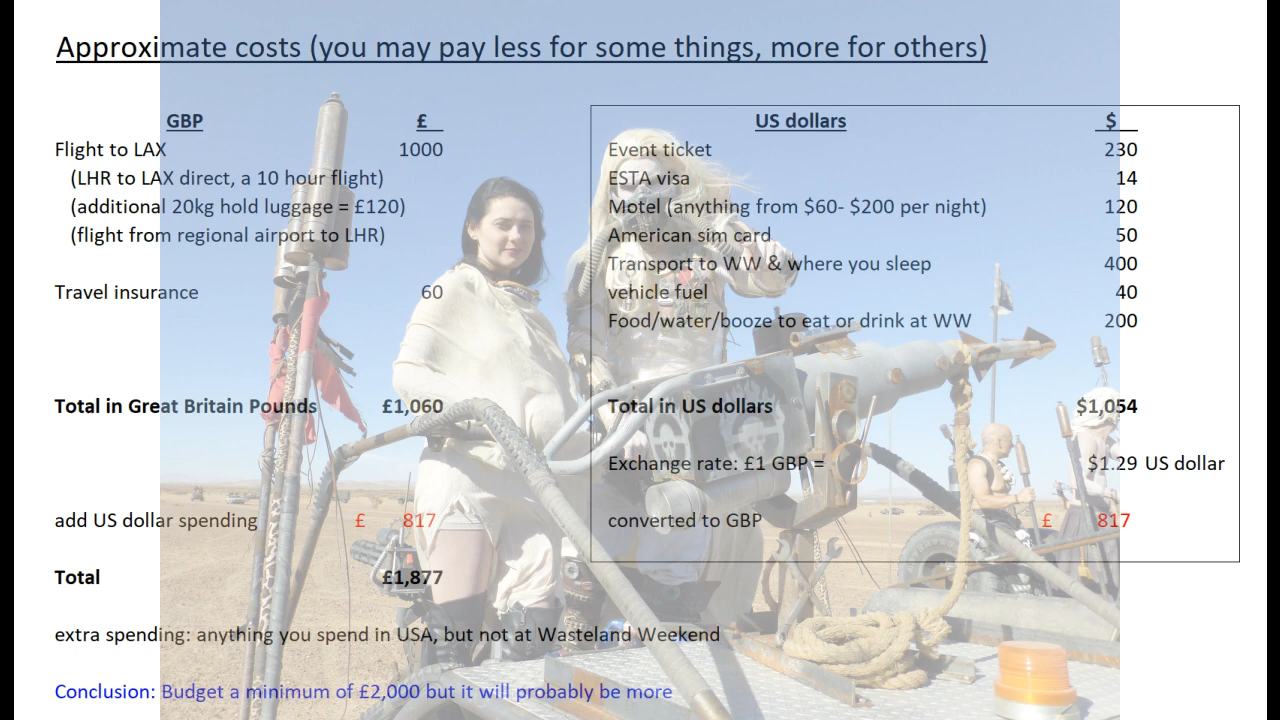 Approximate costs (you may pay less for some things, more for others)
GBP £
Flight to LAX 1000
(LHR to LAX direct, a 10 hour flight)
(additional 20kg hold luggage = £120)
(flight from regional airport to LHR)
Travel insurance 60
Total in Great Britain Pounds £1,060
add US dollar spending £ 817
Total £1,877
US dollars $
Event ticket 230
ESTA visa 14
Motel (anything from $60- $200 per night) 120
American sim card 50
Transport to WW & where you sleep 400
vehicle fuel 40
Food/water/booze to eat or drink at WW 200
Total in US dollars $1,054
Exchange rate: £1 GBP = $1.29 US dollar
converted to GBP £ 817
extra spending: anything you spend in USA, but not at Wasteland Weekend
Conclusion: Budget a minimum of £2,000 but it will probably be more